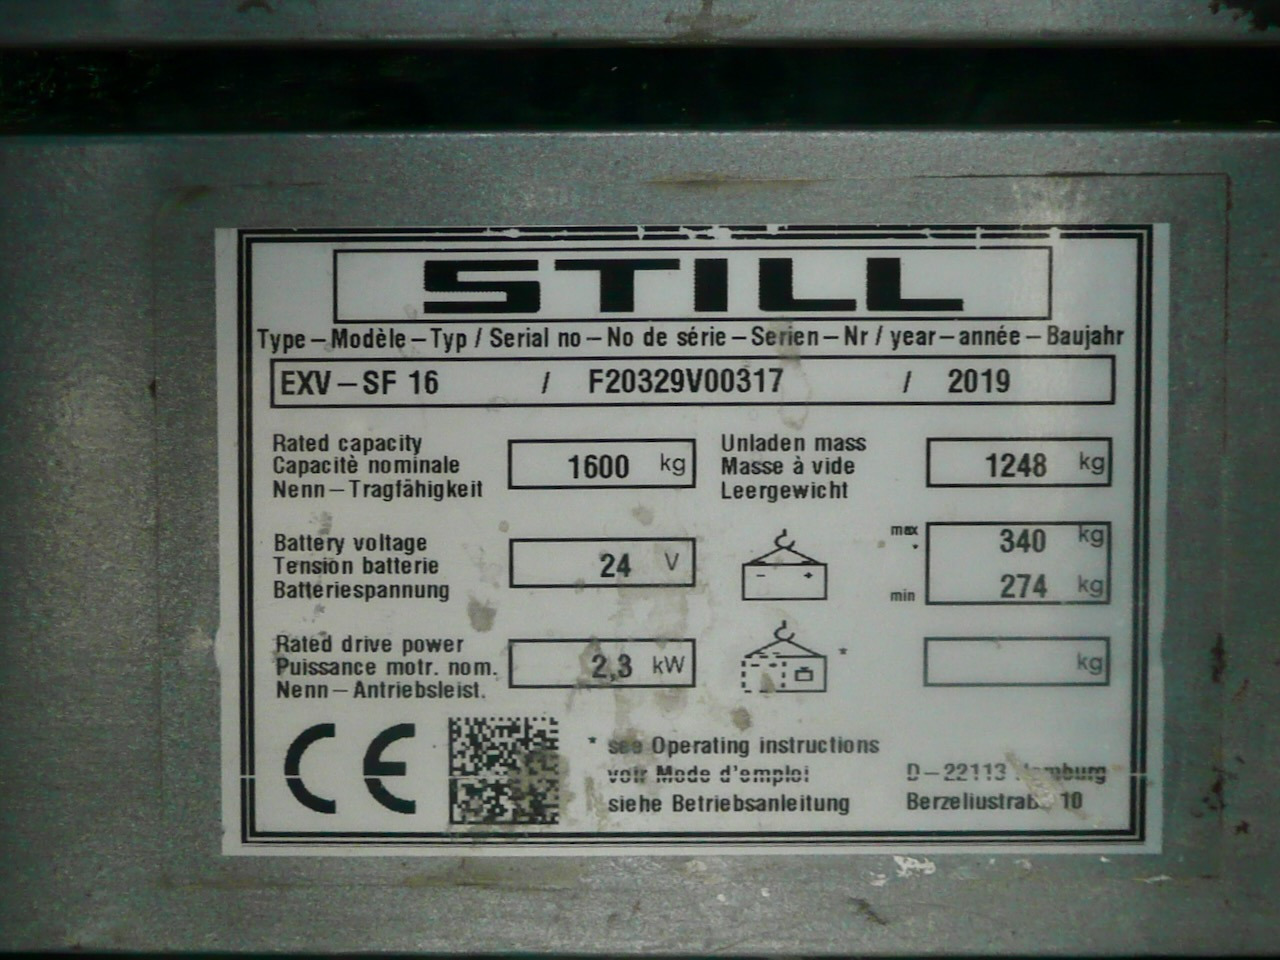 STILL
Type – Modèle – Typ / Serial no – No de série – Serien – Nr / year – année – Baujahr
EXV – SF 16 / F20329V00317 / 2019
Rated capacity
Capacitè nominale
Nenn – Tragfähigkeit
1600 kg
Unladen mass
Masse à vide
Leergewicht
1248 kg
Battery voltage
Tension batterie
Batteriespannung
24 V
max 340 kg
*
min 274 kg
Rated drive power
Puissance motr. nom.
Nenn – Antriebsleist.
2,3 kW
- +
*
kg
CE
* see Operating instructions
voir Mode d'emploi
siehe Betriebsanleitung
D – 22113 Hamburg
Berzeliusstraße 10